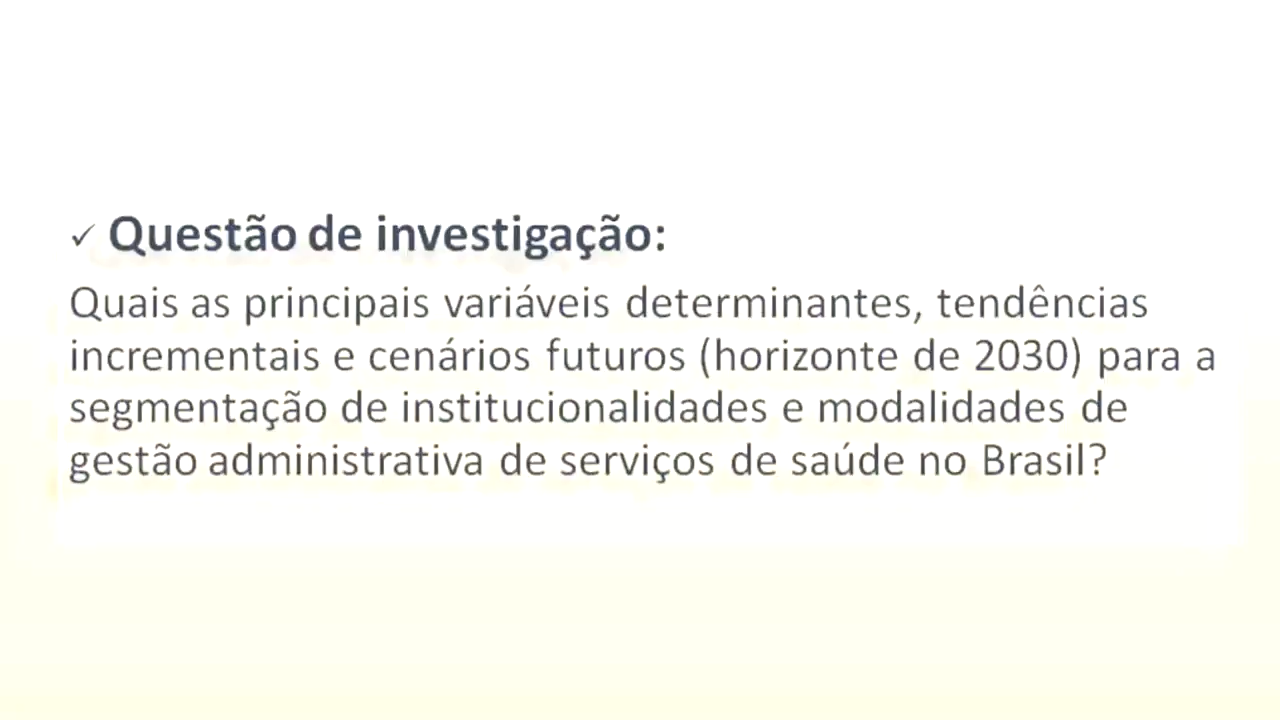 ✓ Questão de investigação:
Quais as principais variáveis determinantes, tendências
incrementais e cenários futuros (horizonte de 2030) para a
segmentação de institucionalidades e modalidades de
gestão administrativa de serviços de saúde no Brasil?